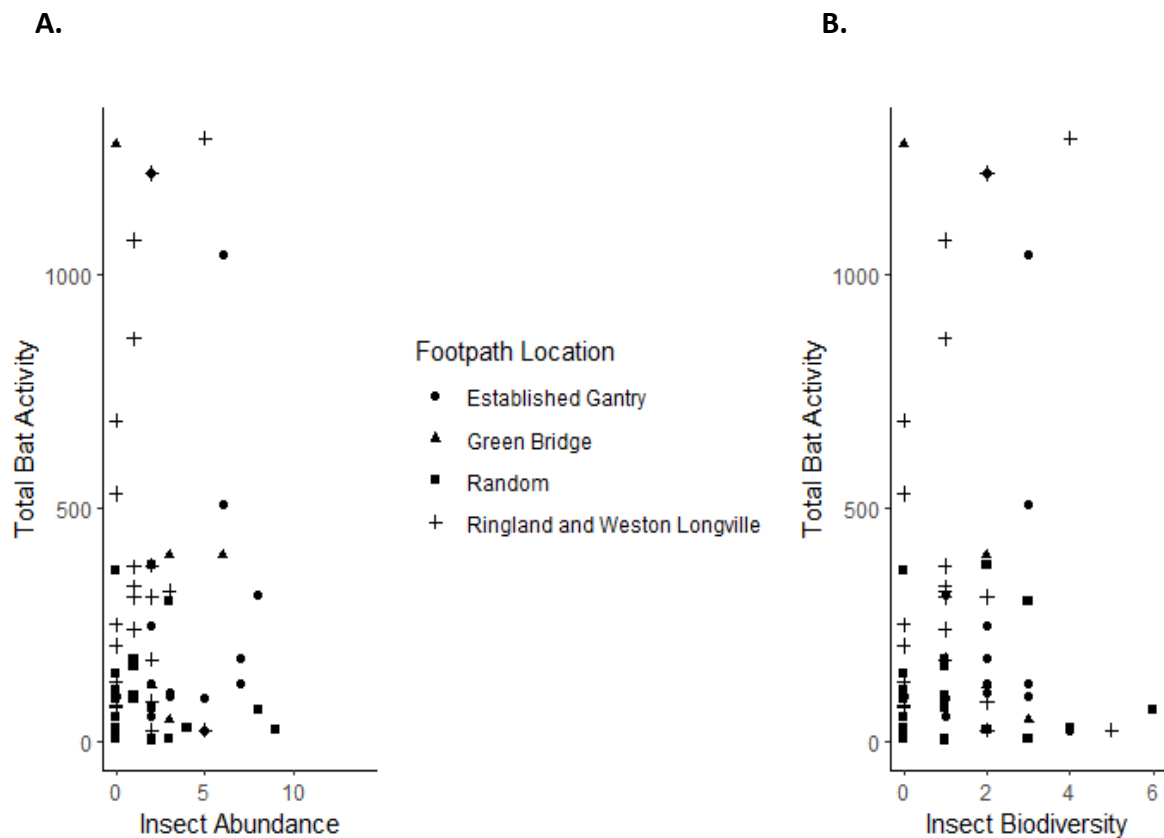 A.
B.
Total Bat Activity
1000
500
0
0 5 10
Insect Abundance
Footpath Location
Established Gantry
Green Bridge
Random
Ringland and Weston Longville
Total Bat Activity
1000
500
0
0 2 4 6
Insect Biodiversity